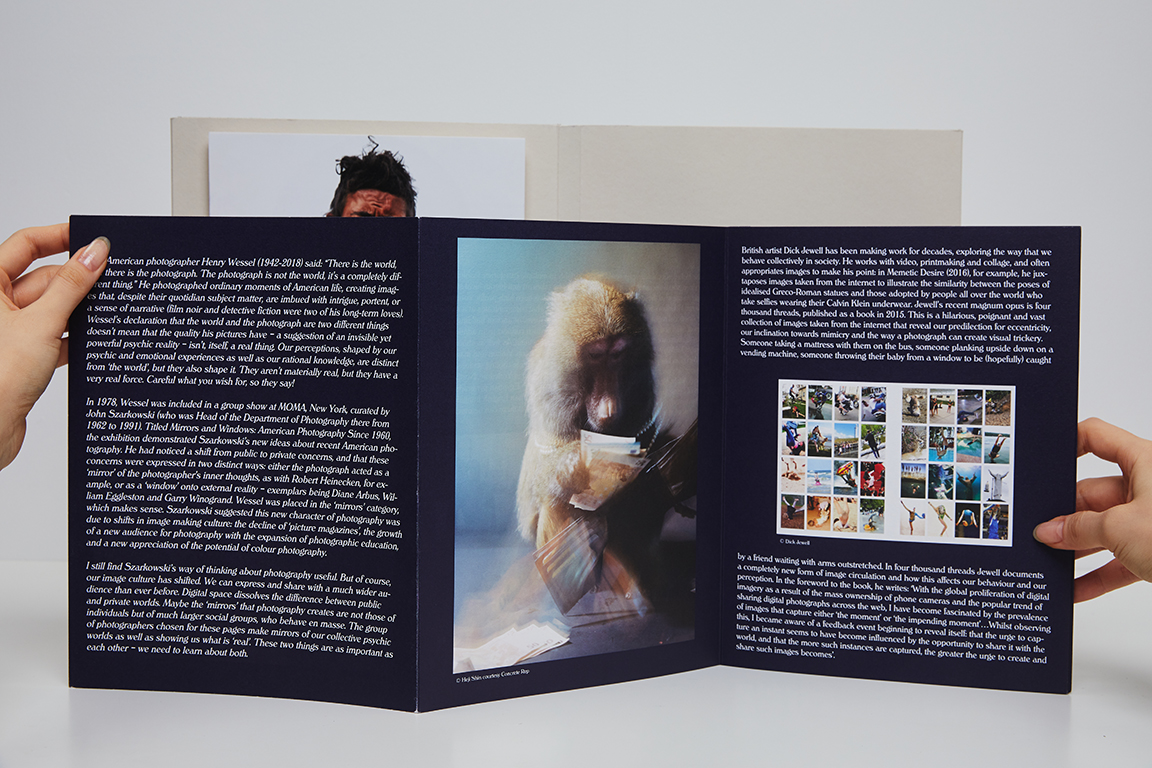 American photographer Henry Wessel (1942-2018) said: “There is the world,
there is the photograph. The photograph is not the world, it's a completely dif-
erent thing.” He photographed ordinary moments of American life, creating imag-
es that, despite their quotidian subject matter, are imbued with intrigue, portent, or
a sense of narrative (film noir and detective fiction were two of his long-term loves).
Wessel's declaration that the world and the photograph are two different things
doesn't mean that the quality his pictures have – a suggestion of an invisible yet
powerful psychic reality – isn't, itself, a real thing. Our perceptions, shaped by our
psychic and emotional experiences as well as our rational knowledge, are distinct
from 'the world', but they also shape it. They aren't materially real, but they have a
very real force. Careful what you wish for, so they say!
In 1978, Wessel was included in a group show at MOMA, New York, curated by
John Szarkowski (who was Head of the Department of Photography there from
1962 to 1991). Titled Mirrors and Windows: American Photography Since 1960,
the exhibition demonstrated Szarkowski's new ideas about recent American pho-
tography. He had noticed a shift from public to private concerns, and that these
concerns were expressed in two distinct ways: either the photograph acted as a
'mirror' of the photographer's inner thoughts, as with Robert Heinecken, for ex-
ample, or as a 'window' onto external reality – exemplars being Diane Arbus, Wil-
liam Eggleston and Garry Winogrand. Wessel was placed in the 'mirrors' category,
which makes sense. Szarkowski suggested this new character of photography was
due to shifts in image making culture: the decline of 'picture magazines', the growth
of a new audience for photography with the expansion of photographic education,
and a new appreciation of the potential of colour photography.
I still find Szarkowski's way of thinking about photography useful. But of course,
our image culture has shifted. We can express and share with a much wider au-
dience than ever before. Digital space dissolves the difference between public
and private worlds. Maybe the 'mirrors' that photography creates are not those of
individuals but of much larger social groups, who behave en masse. The group
of photographers chosen for these pages make mirrors of our collective psychic
worlds as well as showing us what is 'real'. These two things are as important as
each other – we need to learn about both.
© Heji Shin courtesy Concrete Rep
British artist Dick Jewell has been making work for decades, exploring the way that we
behave collectively in society. He works with video, printmaking and collage, and often
appropriates images to make his point in Memetic Desire (2016), for example, he jux-
taposes images taken from the internet to illustrate the similarity between the poses of
idealised Greco-Roman statues and those adopted by people all over the world who
take selfies wearing their Calvin Klein underwear. Jewell's recent magnum opus is four
thousand threads, published as a book in 2015. This is a hilarious, poignant and vast
collection of images taken from the internet that reveal our predilection for eccentricity,
our inclination towards mimicry and the way a photograph can create visual trickery.
Someone taking a mattress with them on the bus, someone planking upside down on a
vending machine, someone throwing their baby from a window to be (hopefully) caught
© Dick Jewell
by a friend waiting with arms outstretched. In four thousand threads Jewell documents
a completely new form of image circulation and how this affects our behaviour and our
perception. In the foreword to the book, he writes: 'With the global proliferation of digital
imagery as a result of the mass ownership of phone cameras and the popular trend of
sharing digital photographs across the web, I have become fascinated by the prevalence
of images that capture either 'the moment' or 'the impending moment'…Whilst observing
this, I became aware of a feedback event beginning to reveal itself: that the urge to cap-
ture an instant seems to have become influenced by the opportunity to share it with the
world, and that the more such instances are captured, the greater the urge to create and
share such images becomes'.